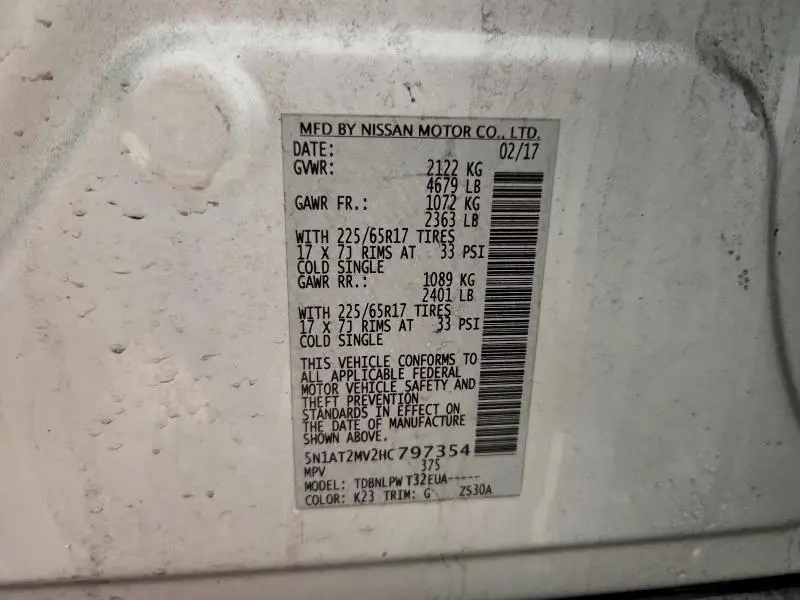 MFD BY NISSAN MOTOR CO., LTD.
DATE: 02/17
GVWR: 2122 KG
4679 LB
GAWR FR.: 1072 KG
2363 LB
WITH 225/65R17 TIRES
17 X 7J RIMS AT 33 PSI
COLD SINGLE
GAWR RR.: 1089 KG
2401 LB
WITH 225/65R17 TIRES
17 X 7J RIMS AT 33 PSI
COLD SINGLE
THIS VEHICLE CONFORMS TO
ALL APPLICABLE FEDERAL
MOTOR VEHICLE SAFETY AND
THEFT PREVENTION
STANDARDS IN EFFECT ON
THE DATE OF MANUFACTURE
SHOWN ABOVE.
5N1AT2MV2HC797354
MPV 375
MODEL: TDBNLPW T32EUA-----
COLOR: K23 TRIM: G ZS30A